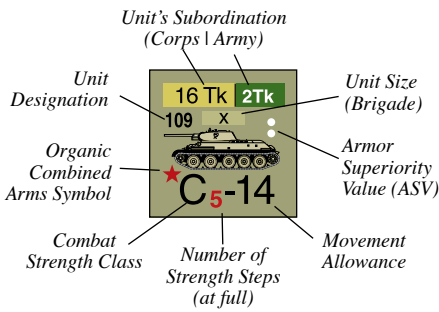 Unit's Subordination
(Corps | Army)
Unit
Designation
Unit Size
(Brigade)
16 Tk 2Tk
109 x
Organic
Combined
Arms Symbol
Armor
Superiority
Value (ASV)
C5-14
Combat
Strength Class
Number of
Strength Steps
(at full)
Movement
Allowance